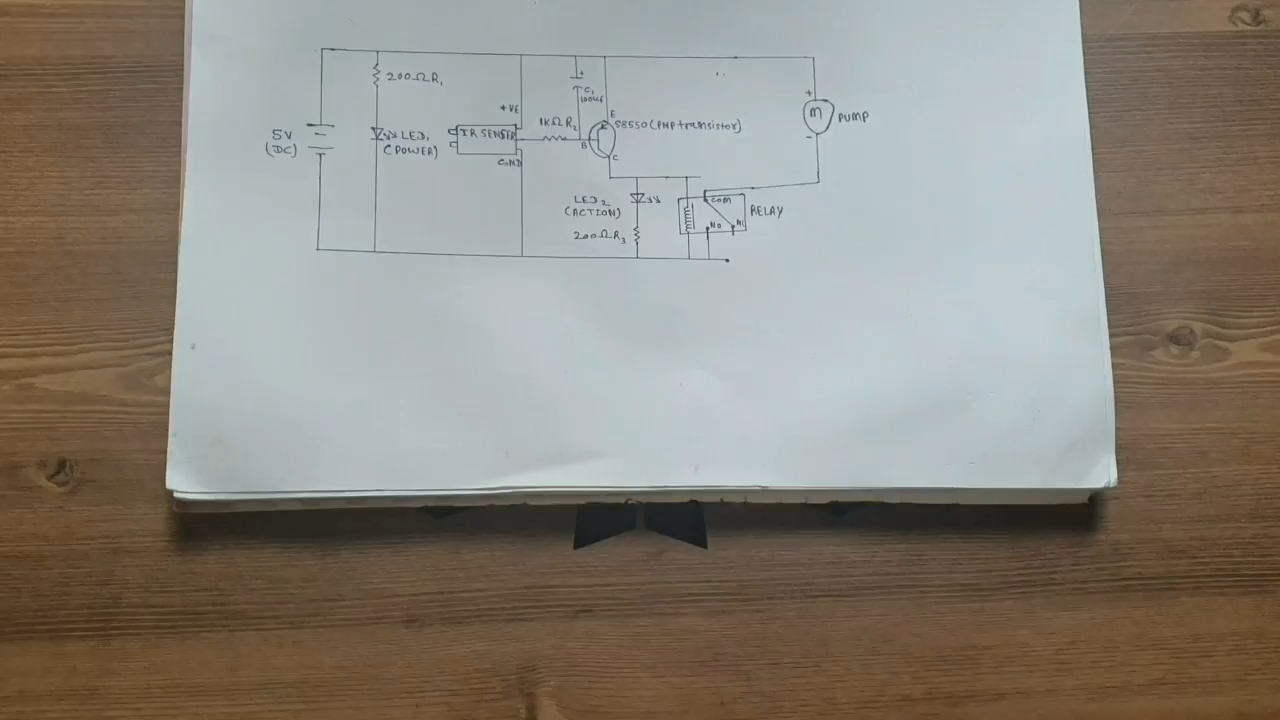 200Ω R1
5V
(DC)
LED1
(POWER)
+VE
IR SENSER
GND
1KΩ R2
+
C1
100uf
E
B
C
S8550 (PNP transistor)
LED2
(ACTION)
200Ω R3
COM
NO
NC
RELAY
+
M
PUMP
-